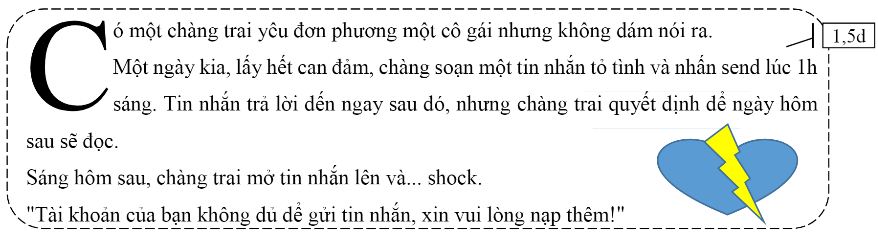 Có một chàng trai yêu đơn phương một cô gái nhưng không dám nói ra.
1,5đ
Một ngày kia, lấy hết can đảm, chàng soạn một tin nhắn tỏ tình và nhấn send lúc 1h
sáng. Tin nhắn trả lời đến ngay sau đó, nhưng chàng trai quyết định để ngày hôm
sau sẽ đọc.
Sáng hôm sau, chàng trai mở tin nhắn lên và... shock.
"Tài khoản của bạn không đủ để gửi tin nhắn, xin vui lòng nạp thêm!"